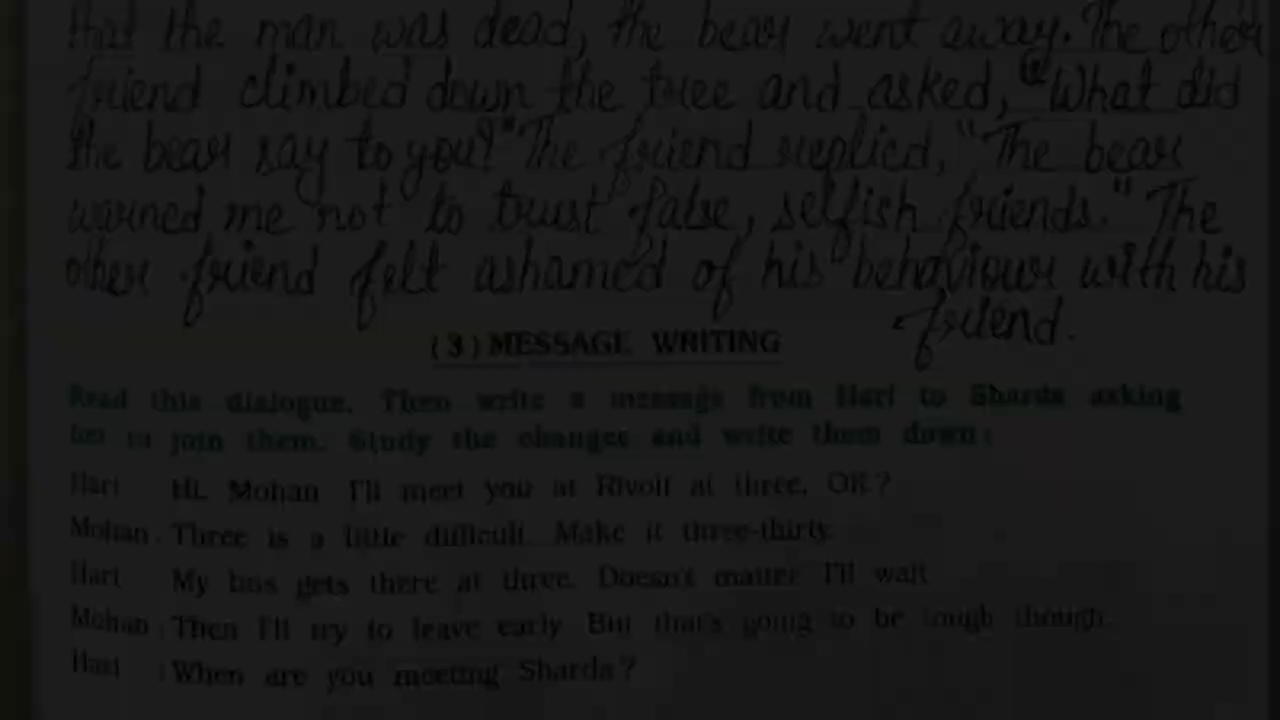 that the man was dead, the bear went away. The other
friend climbed down the tree and asked, "What did
the bear say to you?" The friend replied, "The bear
warned me not to trust false, selfish friends." The
other friend felt ashamed of his behaviour with his
friend.
(3) MESSAGE WRITING
Read this dialogue. Then write a message from Hari to Sharda asking
her to join them. Study the changes and write them down:
Hari : Hi, Mohan I'll meet you at Rivoli at three, OK?
Mohan : Three is a little difficult. Make it three-thirty.
Hari : My bus gets there at three. Doesn't matter I'll wait
Mohan : Then I'll try to leave early. But that's going to be tough though.
Hari : When are you meeting Sharda?